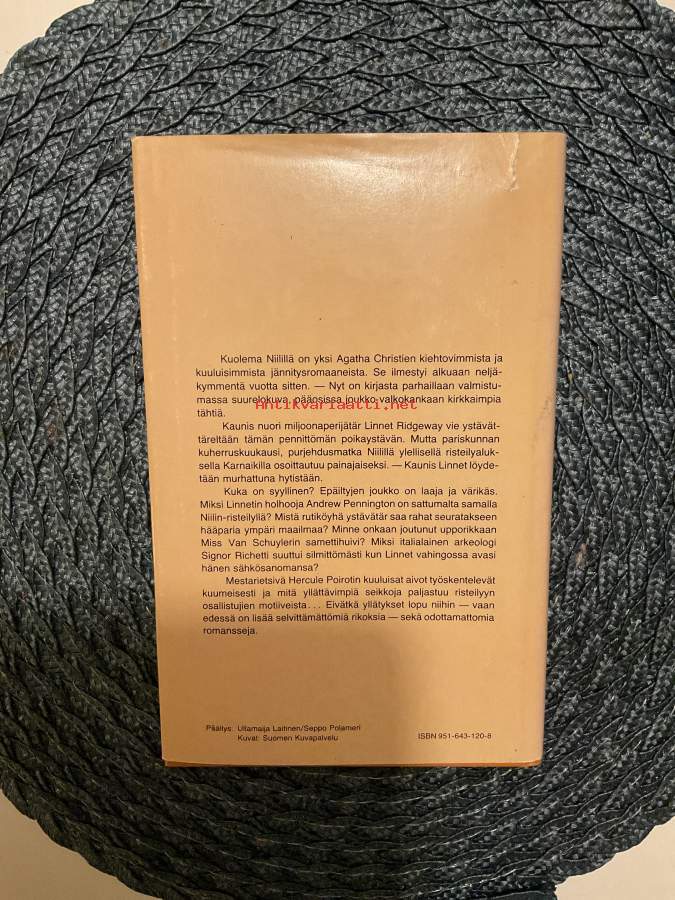 Kuolema Niilillä on yksi Agatha Christien kiehtovimmista ja
kuuluisimmista jännitysromaaneista. Se ilmestyi alkuaan neljä-
kymmentä vuotta sitten. — Nyt on kirjasta parhaillaan valmistu-
massa suurelokuva, pääosissa joukko valkokankaan kirkkaimpia
antikvariaatti.net
tähtiä.
Kaunis nuori miljoonaperijätär Linnet Ridgeway vie ystävät-
täreltään tämän pennittömän poikaystävän. Mutta pariskunnan
kuherruskuukausi, purjehdusmatka Niilillä ylellisellä risteilyaluk-
sella Karnaikilla osoittautuu painajaiseksi. — Kaunis Linnet löyde-
tään murhattuna hytistään.
Kuka on syyllinen? Epäiltyjen joukko on laaja ja värikäs.
Miksi Linnetin holhooja Andrew Pennington on sattumalta samalla
Niilin-risteilyllä? Mistä rutiköyhä ystävätär saa rahat seuratakseen
hääparia ympäri maailmaa? Minne onkaan joutunut upporikkaan
Miss Van Schuylerin samettihuivi? Miksi italialainen arkeologi
Signor Richetti suuttui silmittömästi kun Linnet vahingossa avasi
hänen sähkösanomansa?
Mestarietsivä Hercule Poirotin kuuluisat aivot työskentelevät
kuumeisesti ja mitä yllättävimpiä seikkoja paljastuu risteilyyn
osallistujien motiiveista... Eivätkä yllätykset lopu niihin — vaan
edessä on lisää selvittämättömiä rikoksia — sekä odottamattomia
romansseja.
Päällys: Ullamaija Laitinen/Seppo Polameri
Kuvat: Suomen Kuvapalvelu
ISBN 951-643-120-8